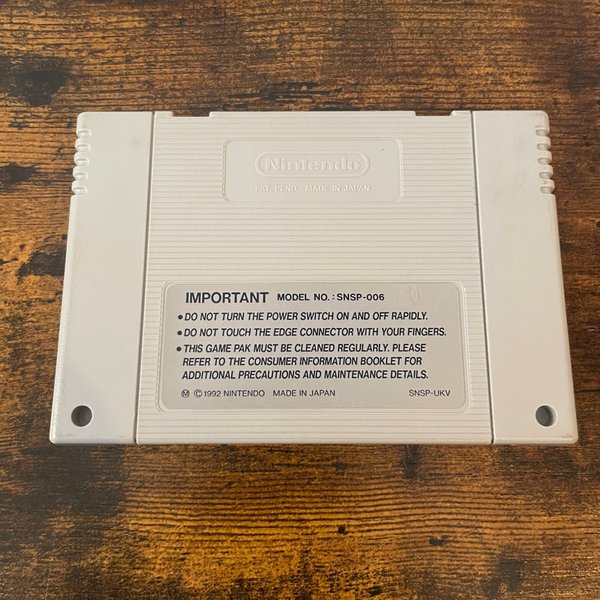 Nintendo
PAT. PEND. MADE IN JAPAN
IMPORTANT MODEL NO.: SNSP-006
• DO NOT TURN THE POWER SWITCH ON AND OFF RAPIDLY.
• DO NOT TOUCH THE EDGE CONNECTOR WITH YOUR FINGERS.
• THIS GAME PAK MUST BE CLEANED REGULARLY. PLEASE
REFER TO THE CONSUMER INFORMATION BOOKLET FOR
ADDITIONAL PRECAUTIONS AND MAINTENANCE DETAILS.
Ⓜ ©1992 NINTENDO MADE IN JAPAN SNSP-UKV